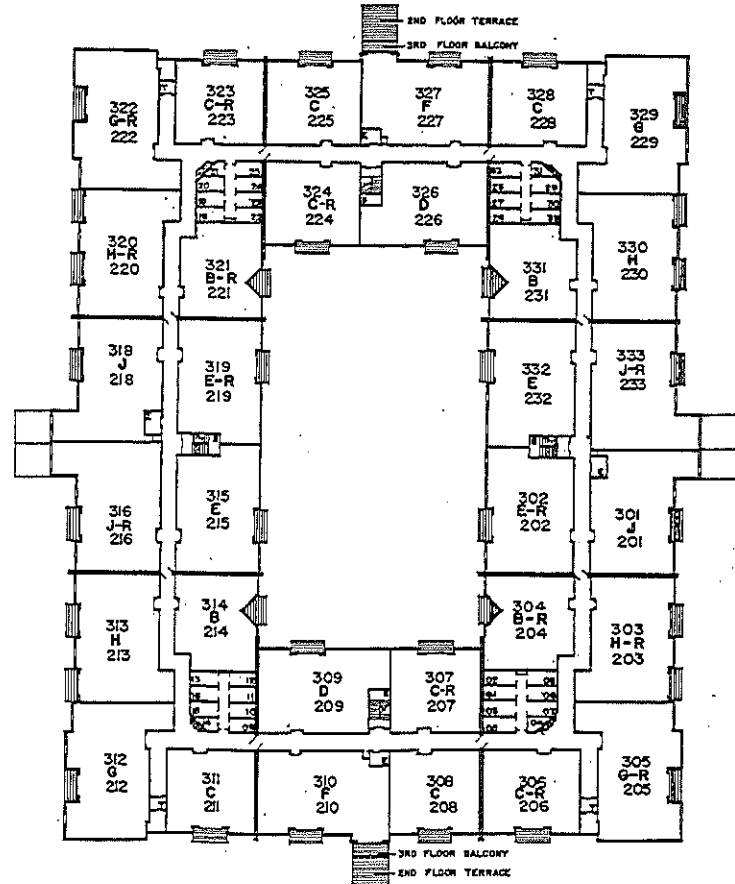 2ND FLOOR TERRACE
3RD FLOOR BALCONY
322
G-R
222
323
C-R
223
325
C
225
327
F
227
328
C
228
329
G
229
324
C-R
224
326
D
226
320
H-R
220
321
B-R
221
331
B
231
330
H
230
318
J
218
319
E-R
219
332
E
232
333
J-R
233
316
J-R
216
315
E
215
302
E-R
202
301
J
201
313
H
213
314
B
214
304
B-R
204
303
H-R
203
309
D
209
307
C-R
207
312
G
212
311
C
211
310
F
210
308
C
208
306
C-R
206
305
G-R
205
3RD FLOOR BALCONY
2ND FLOOR TERRACE